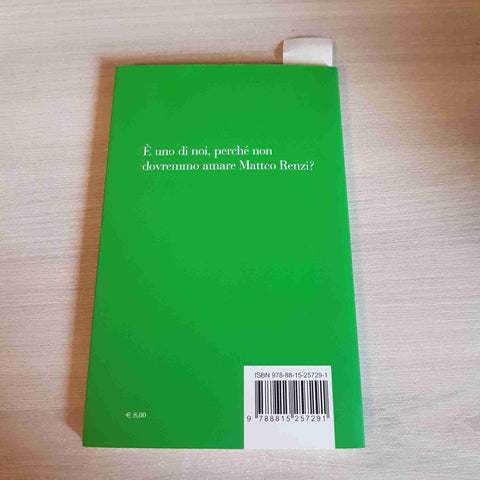 È uno di noi, perché non
dovremmo amare Matteo Renzi?
ISBN 978-88-15-25729-1
9 788815 257291
€ 8,00